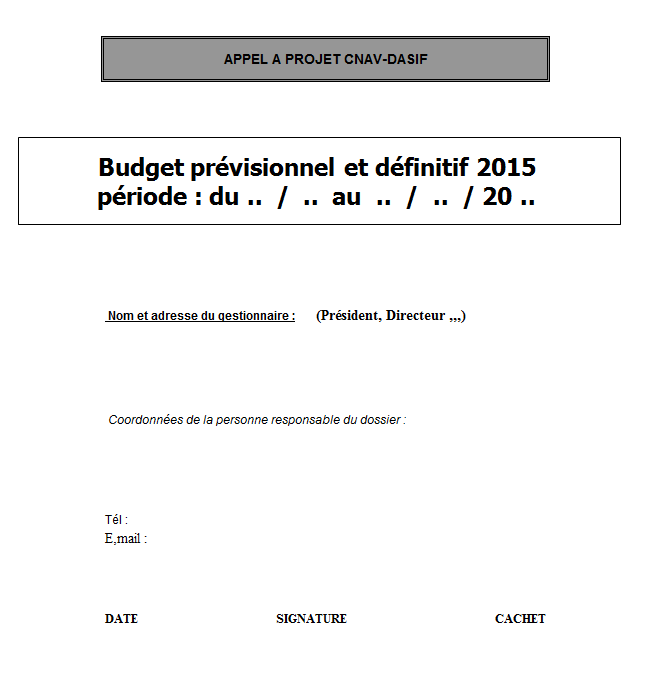 APPEL A PROJET CNAV-DASIF
Budget prévisionnel et définitif 2015
période : du .. / .. au .. / .. / 20 ..
Nom et adresse du gestionnaire : (Président, Directeur ,,,)
Coordonnées de la personne responsable du dossier :
Tél :
E,mail :
DATE SIGNATURE CACHET